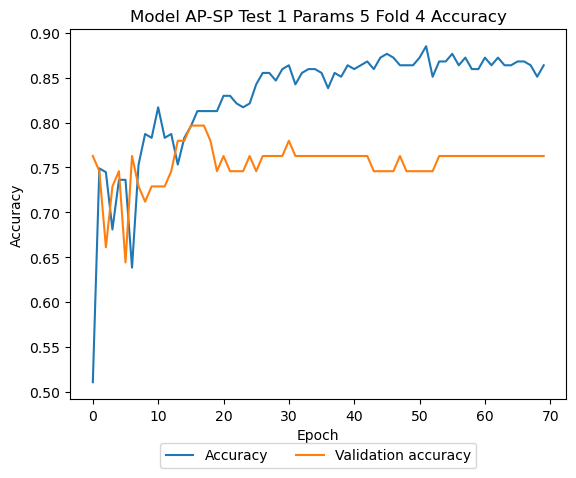 Model AP-SP Test 1 Params 5 Fold 4 Accuracy
0.90
0.85
0.80
0.75
0.70
0.65
0.60
0.55
0.50
Accuracy
0 10 20 30 40 50 60 70
Epoch
Accuracy Validation accuracy